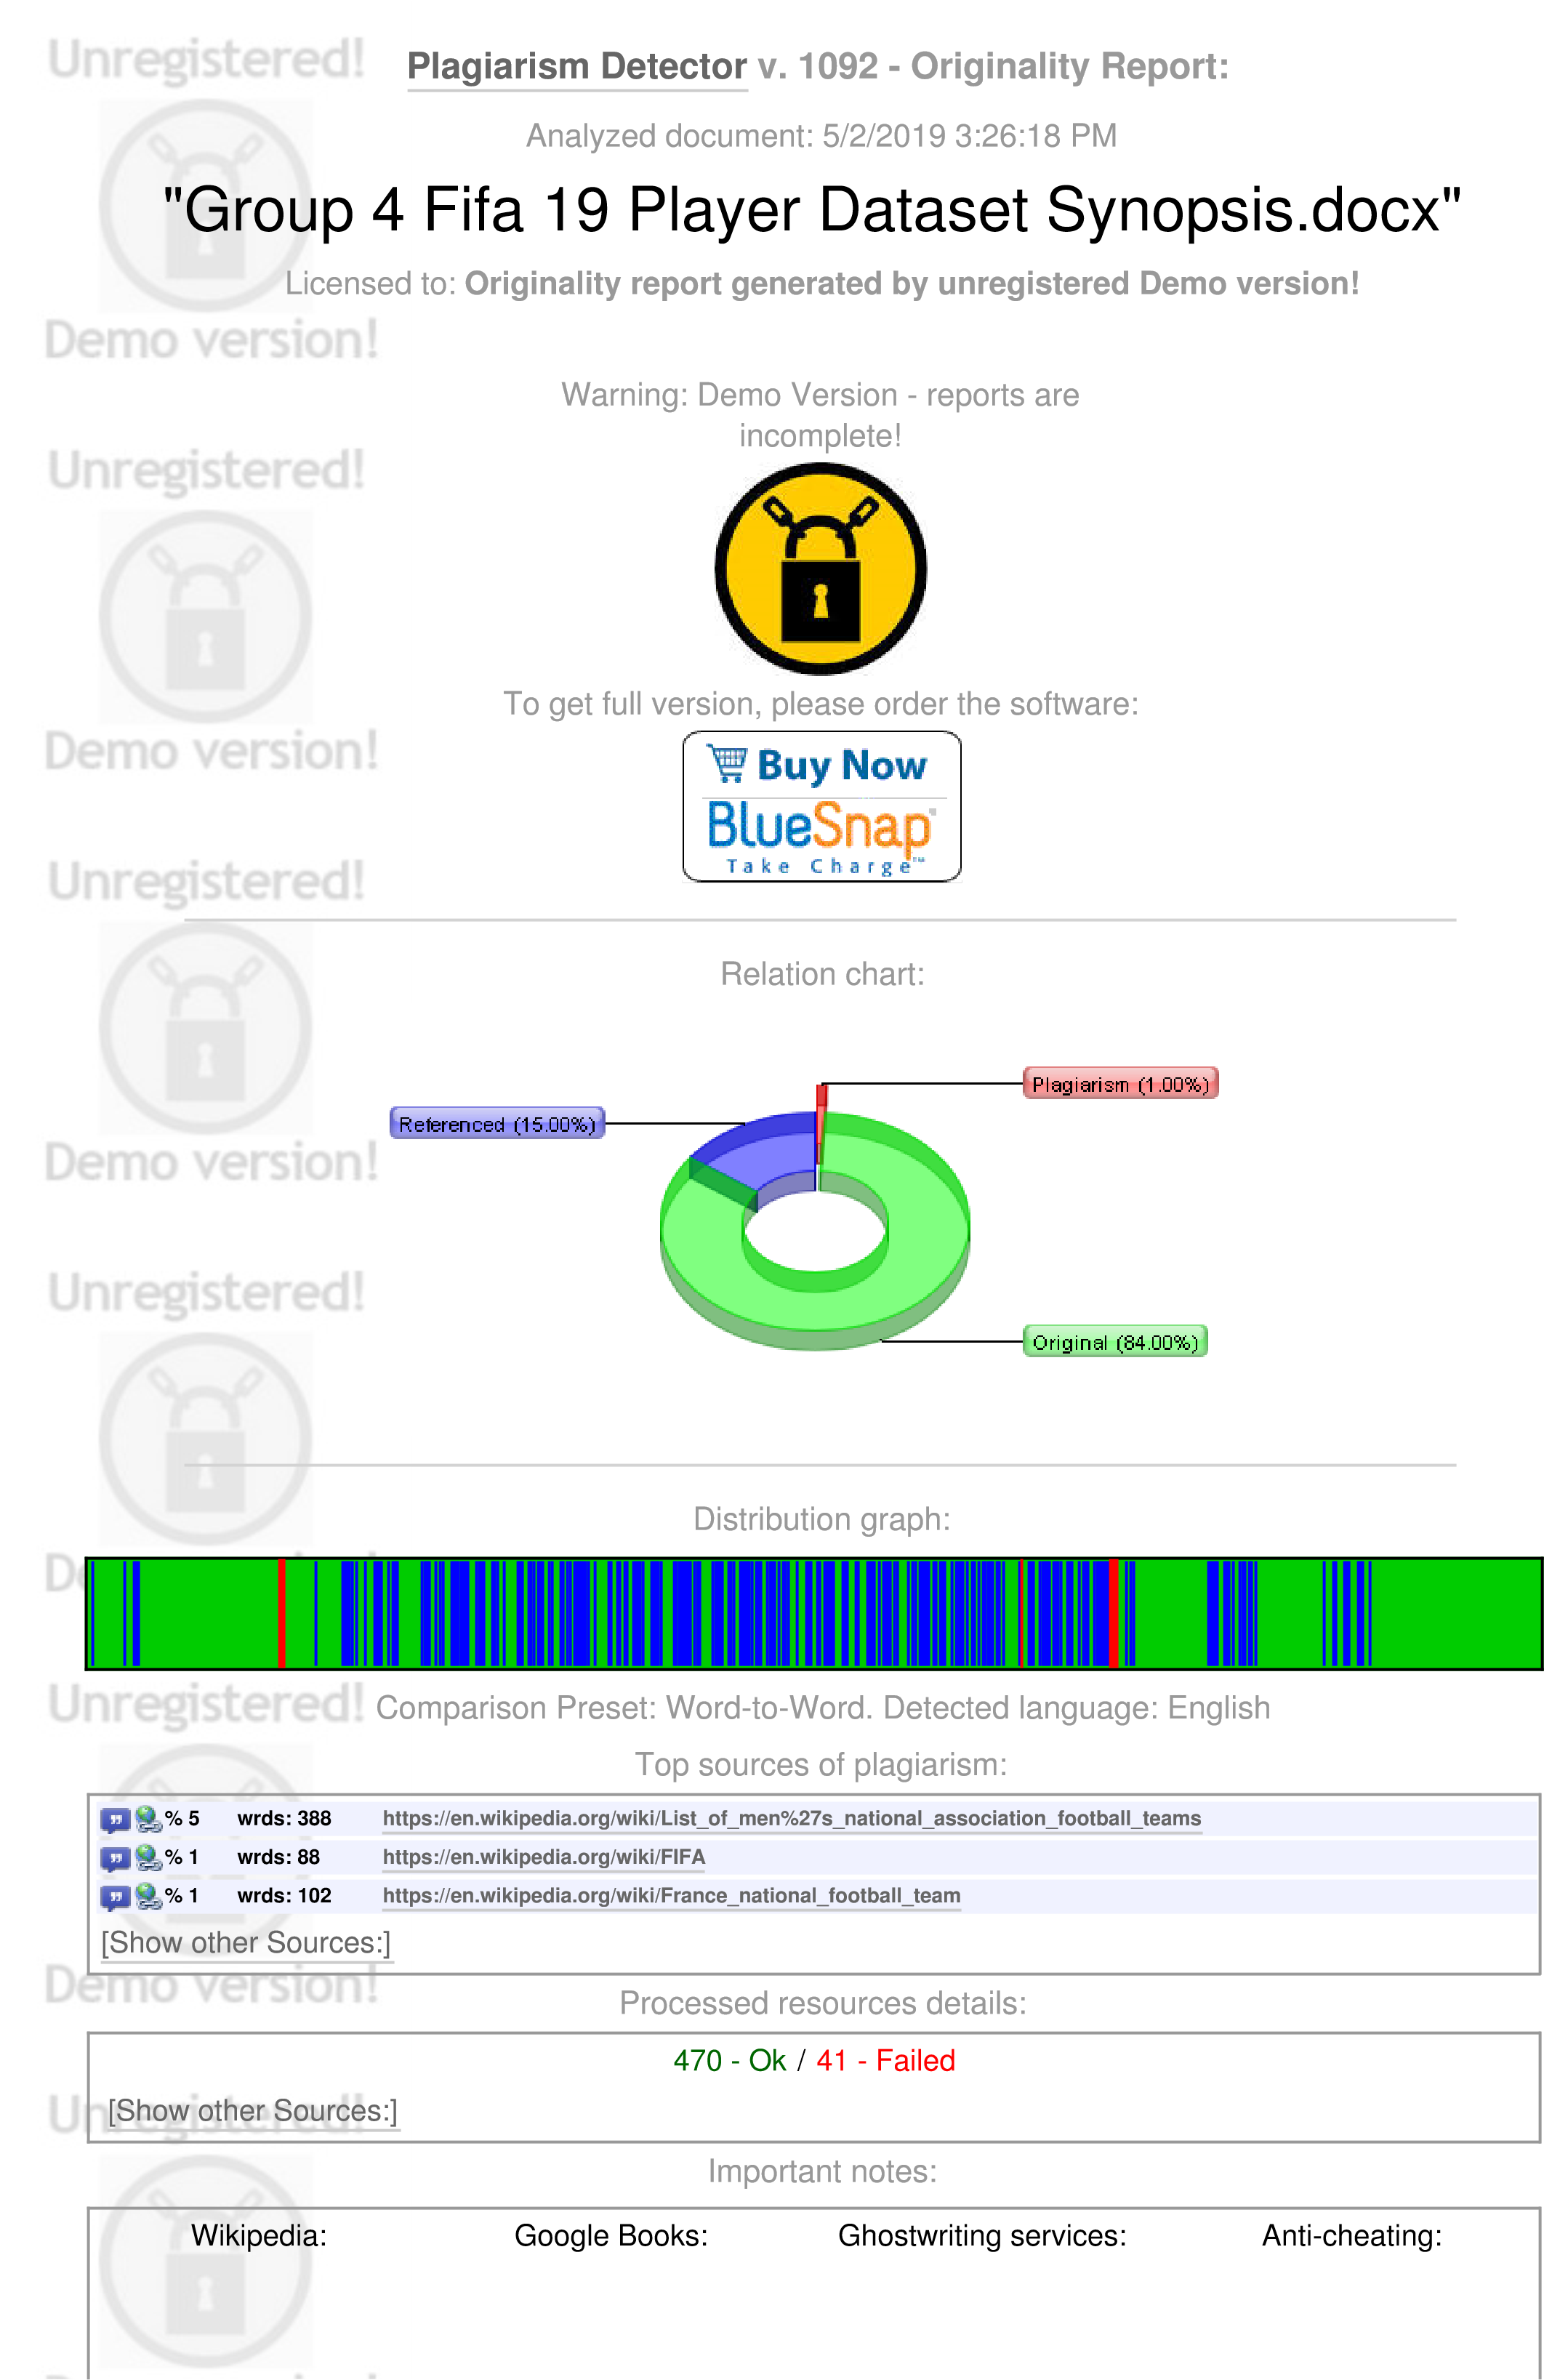 Unregistered!
Plagiarism Detector v. 1092 - Originality Report:
Analyzed document: 5/2/2019 3:26:18 PM
"Group 4 Fifa 19 Player Dataset Synopsis.docx"
Licensed to: Originality report generated by unregistered Demo version!
Demo version!
Warning: Demo Version - reports are
incomplete!
Unregistered!
To get full version, please order the software:
Demo version!
Buy Now
BlueSnap
Take Charge™
Unregistered!
Relation chart:
Plagiarism (1.00%)
Referenced (15.00%)
Demo version!
Unregistered!
Original (84.00%)
Distribution graph:
De
Unregistered!
Comparison Preset: Word-to-Word. Detected language: English
Top sources of plagiarism:
% 5 wrds: 388 https://en.wikipedia.org/wiki/List_of_men%27s_national_association_football_teams
% 1 wrds: 88 https://en.wikipedia.org/wiki/FIFA
% 1 wrds: 102 https://en.wikipedia.org/wiki/France_national_football_team
[Show other Sources:]
Demo version!
Processed resources details:
470 - Ok / 41 - Failed
Unregistered!
[Show other Sources:]
Important notes:
Wikipedia: Google Books: Ghostwriting services: Anti-cheating: